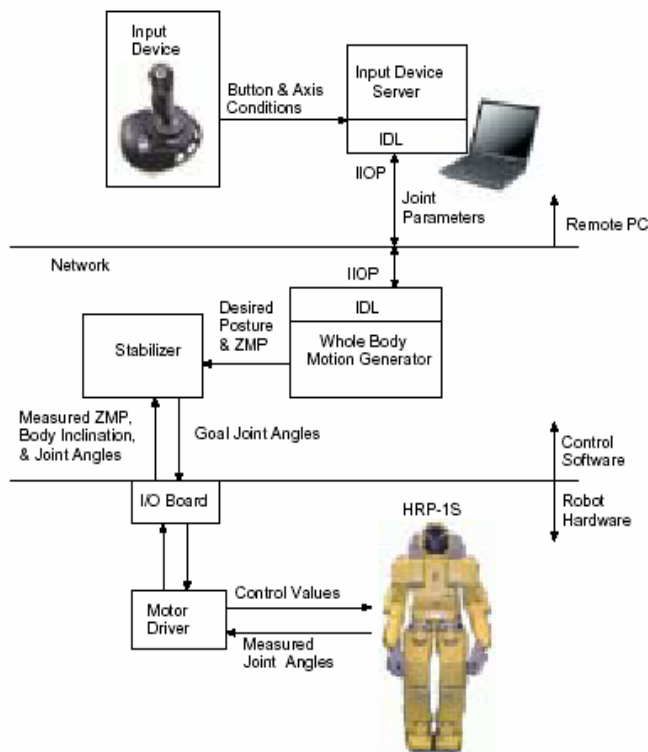 Input
Device
Button & Axis
Conditions
Input Device
Server
IDL
IIOP
Joint
Parameters
Remote PC
Network
IIOP
IDL
Whole Body
Motion Generator
Desired
Posture
& ZMP
Stabilizer
Measured ZMP,
Body Inclination,
& Joint Angles
Goal Joint Angles
Control
Software
I/O Board
Robot
Hardware
HRP-1S
Motor
Driver
Control Values
Measured
Joint Angles